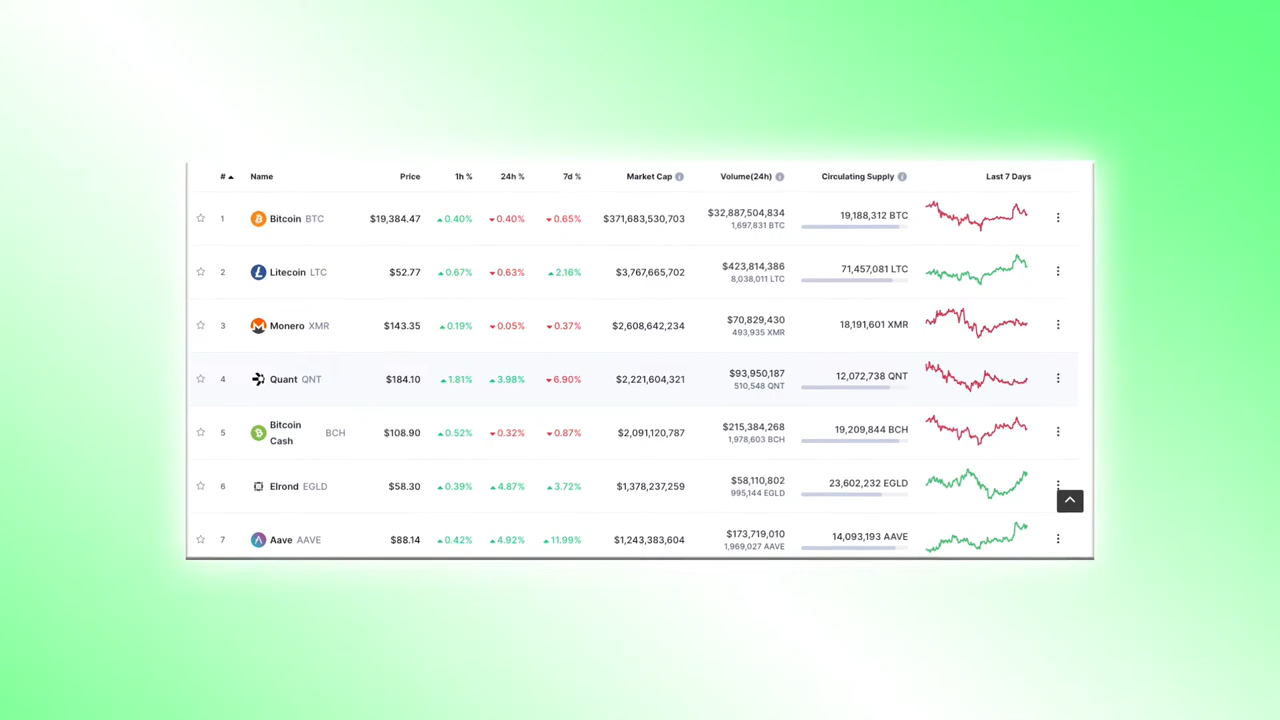 # Name Price 1h % 24h % 7d % Market Cap Volume(24h) Circulating Supply Last 7 Days
1 Bitcoin BTC $19,384.47 0.40% 0.40% 0.65% $371,683,530,703 $32,887,504,834 19,188,312 BTC
1,697,831 BTC
2 Litecoin LTC $52.77 0.67% 0.63% 2.16% $3,767,665,702 $423,814,386 71,457,081 LTC
8,038,011 LTC
3 Monero XMR $143.35 0.19% 0.05% 0.37% $2,608,642,234 $70,829,430 18,191,601 XMR
493,935 XMR
4 Quant QNT $184.10 1.81% 3.98% 6.90% $2,221,604,321 $93,950,187 12,072,738 QNT
510,548 QNT
5 Bitcoin Cash BCH $108.90 0.52% 0.32% 0.87% $2,091,120,787 $215,384,268 19,209,844 BCH
1,978,603 BCH
6 Elrond EGLD $58.30 0.39% 4.87% 3.72% $1,378,237,259 $58,110,802 23,602,232 EGLD
995,144 EGLD
7 Aave AAVE $88.14 0.42% 4.92% 11.99% $1,243,383,604 $173,719,010 14,093,193 AAVE
1,969,027 AAVE